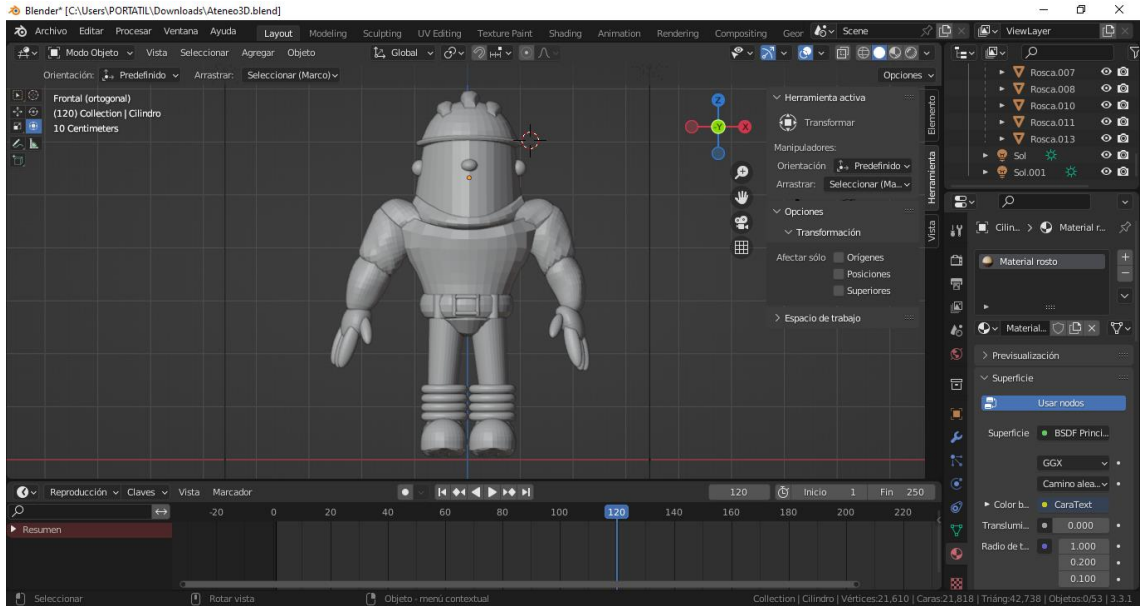 Blender* [C:\Users\PORTATIL\Downloads\Ateneo3D.blend]
Archivo Editar Procesar Ventana Ayuda Layout Modeling Sculpting UV Editing Texture Paint Shading Animation Rendering Compositing Geor Scene ViewLayer
Modo Objeto Vista Seleccionar Agregar Objeto Global
Orientación: Predefinido Arrastrar: Seleccionar (Marco) Opciones
Frontal (ortogonal)
(120) Collection | Cilindro
10 Centimeters
Z
-Y
X
Herramienta activa
Transformar
Manipuladores:
Orientación Predefinido
Arrastrar: Seleccionar (Ma...
Opciones
Transformación
Afectar sólo Orígenes
Posiciones
Superiores
Espacio de trabajo
Elemento
Herramienta
Vista
Rosca.007
Rosca.008
Rosca.010
Rosca.011
Rosca.013
Sol
Sol.001
Cilin... Material r...
Material rosto
Material...
Previsualización
Superficie
Usar nodos
Superficie BSDF Princi...
GGX
Camino alea...
Color b... CaraText
Translumi... 0.000
Radio de t... 1.000
0.200
0.100
Reproducción Claves Vista Marcador 120 Inicio 1 Fin 250
-20 0 20 40 60 80 100 120 140 160 180 200 220
Resumen
Seleccionar Rotar vista Objeto - menú contextual Collection | Cilindro | Vértices:21,610 | Caras:21,818 | Triáng:42,738 | Objetos:0/53 | 3.3.1